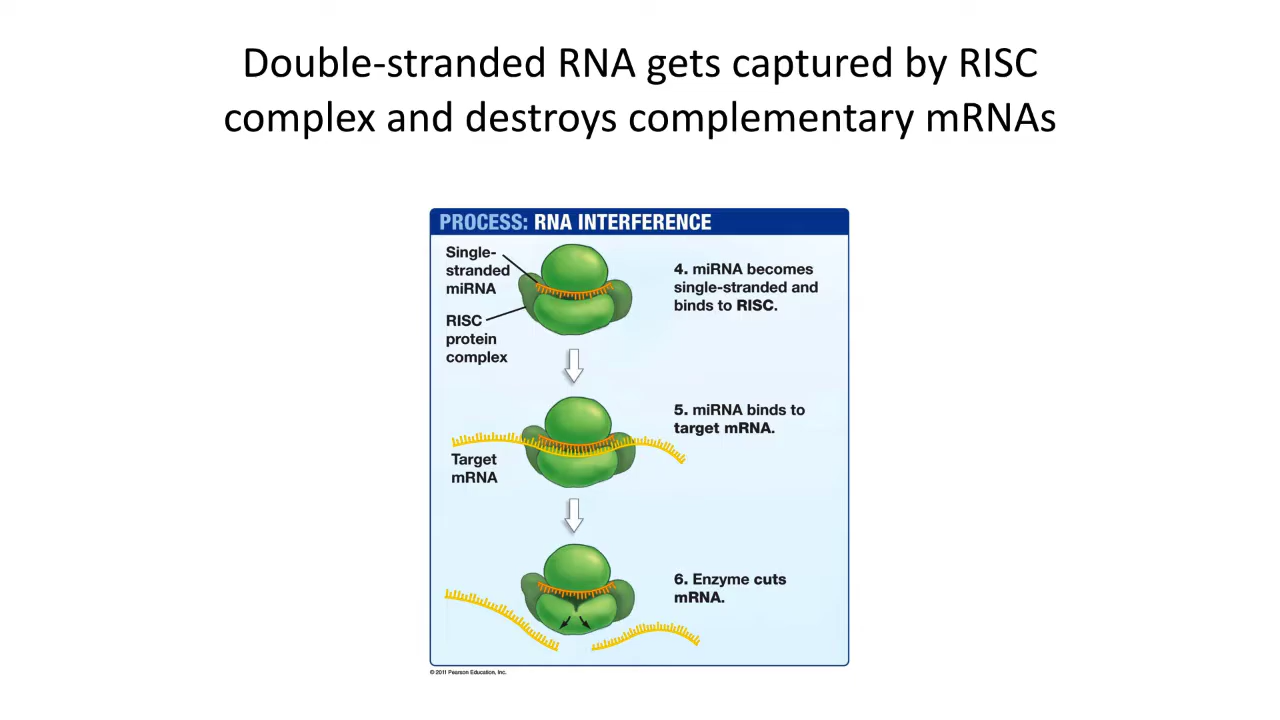 Double-stranded RNA gets captured by RISC
complex and destroys complementary mRNAs
PROCESS: RNA INTERFERENCE
Single-
stranded
miRNA
RISC
protein
complex
4. miRNA becomes
single-stranded and
binds to RISC.
Target
mRNA
5. miRNA binds to
target mRNA.
6. Enzyme cuts
mRNA.
© 2011 Pearson Education, Inc.